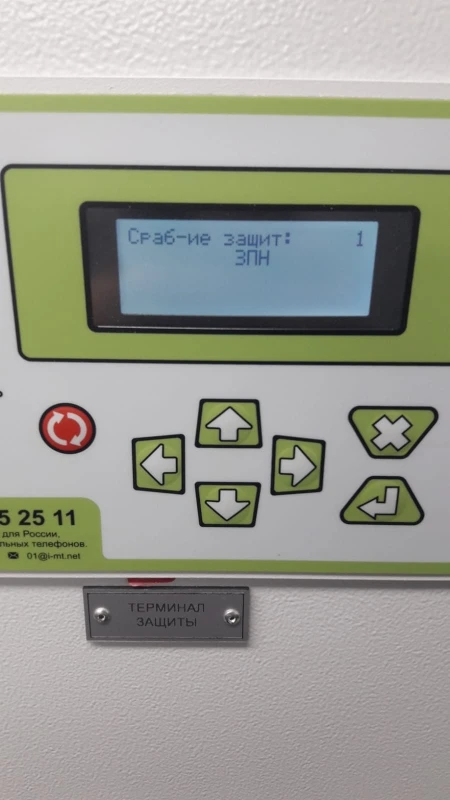 Сраб-ие защит: 1
ЗПН
5 25 11
для России,
льных телефонов.
01@i-mt.net
ТЕРМИНАЛ
ЗАЩИТЫ